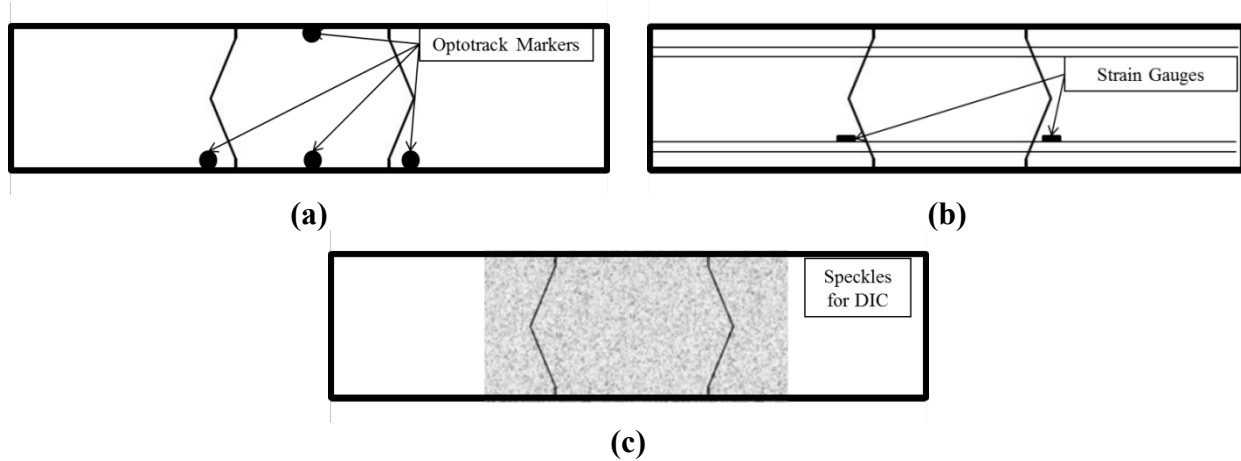 Optotrack Markers
(a)
Strain Gauges
(b)
Speckles
for DIC
(c)